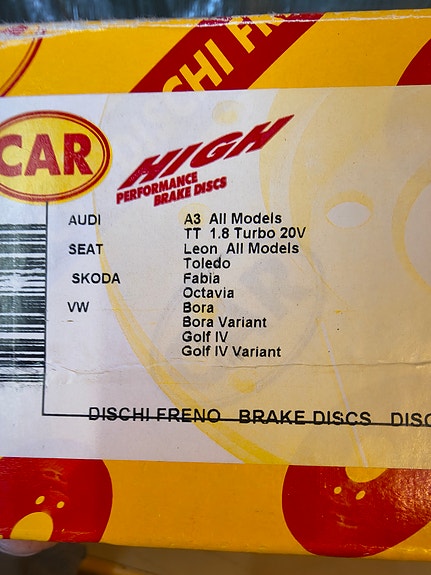 CHI FR
CAR
HIGH
PERFORMANCE
BRAKE DISCS
AUDI A3 All Models
TT 1.8 Turbo 20V
SEAT Leon All Models
Toledo
SKODA Fabia
Octavia
VW Bora
Bora Variant
Golf IV
Golf IV Variant
DISCHI FRENO BRAKE DISCS DISC